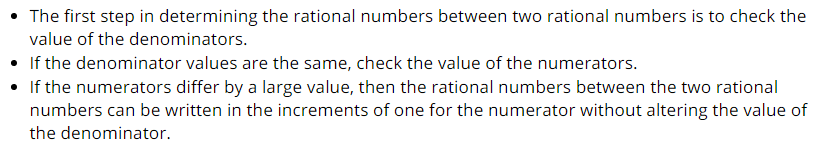 • The first step in determining the rational numbers between two rational numbers is to check the
value of the denominators.
• If the denominator values are the same, check the value of the numerators.
• If the numerators differ by a large value, then the rational numbers between the two rational
numbers can be written in the increments of one for the numerator without altering the value of
the denominator.